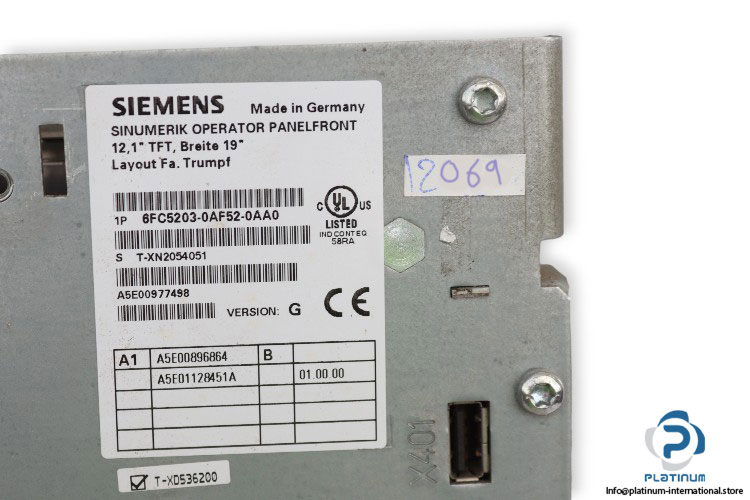 SIEMENS Made in Germany
SINUMERIK OPERATOR PANELFRONT
12,1" TFT, Breite 19"
Layout Fa. Trumpf
1P 6FC5203-0AF52-0AA0
S T-XN2054051
A5E00977498
VERSION: G CE
C UL US
LISTED
IND CONT EQ
58RA
A1 A5E00896864 B
A5E01128451A 01.00.00
T-XD536200
12069
X401
PLATINUM
Info@platinum-international.store